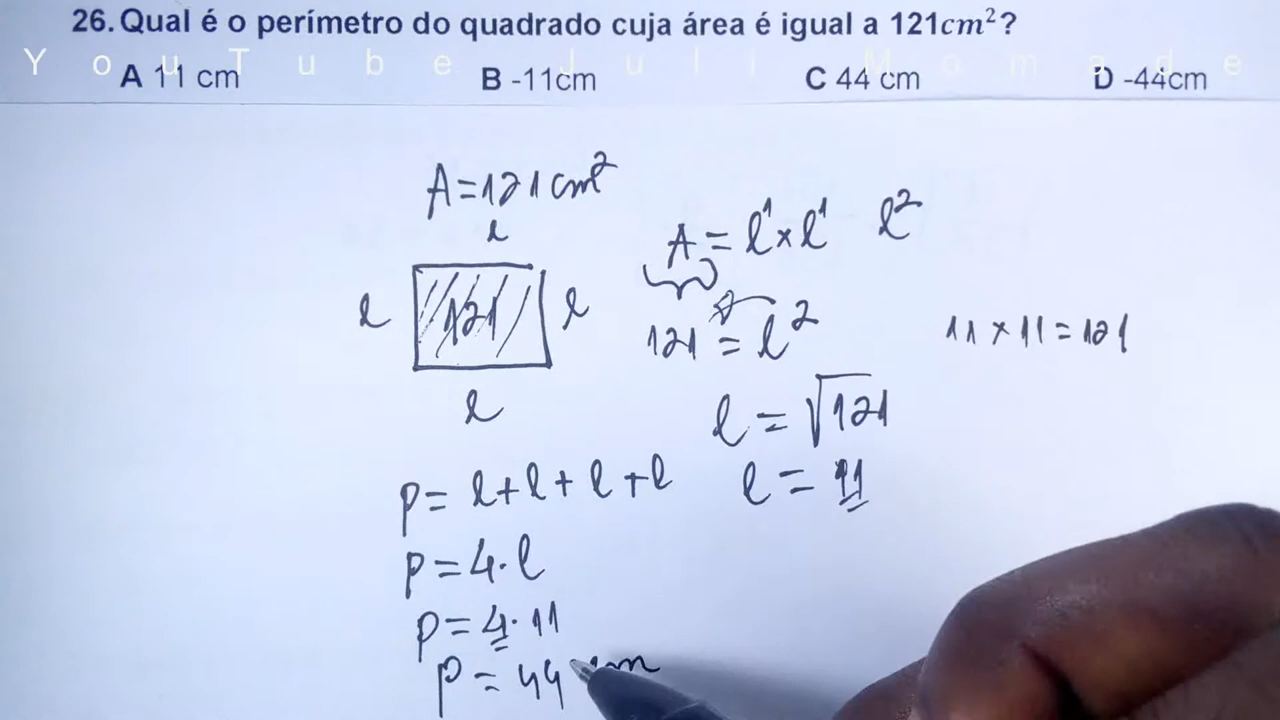 26. Qual é o perímetro do quadrado cuja área é igual a 121cm²?
YouTube Juli Momade
A 11 cm B -11cm C 44 cm D -44cm
A=121cm²
l
A = l¹×l¹ l²
l 121 l
121 = l²
11 × 11 = 121
l
l = √121
P= l+l+l+l
l = 11
P=4·l
P= 4·11
P= 44 cm